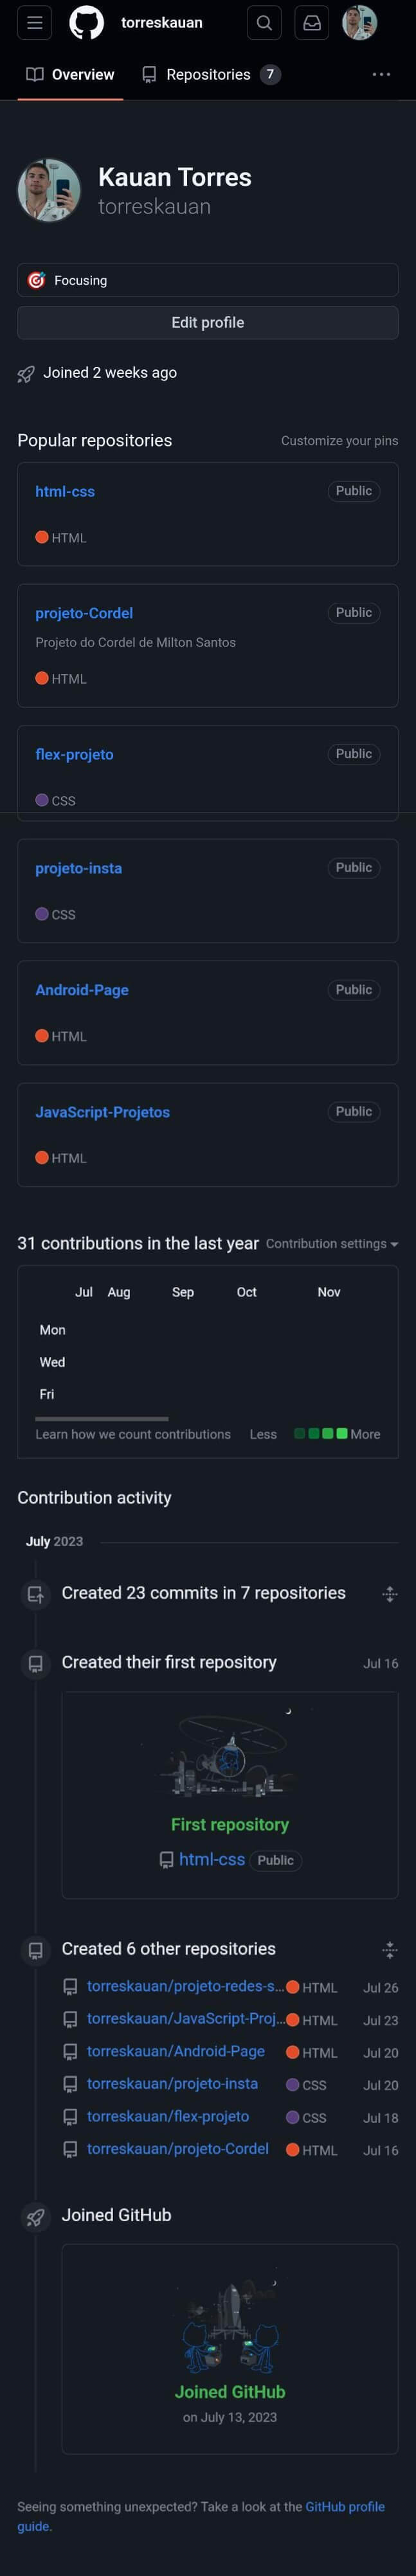 torreskauan
Overview
Repositories 7
Kauan Torres
torreskauan
Focusing
Edit profile
Joined 2 weeks ago
Popular repositories Customize your pins
html-css Public
HTML
projeto-Cordel Public
Projeto do Cordel de Milton Santos
HTML
flex-projeto Public
CSS
projeto-insta Public
CSS
Android-Page Public
HTML
JavaScript-Projetos Public
HTML
31 contributions in the last year Contribution settings
Jul Aug Sep Oct Nov
Mon
Wed
Fri
Learn how we count contributions Less More
Contribution activity
July 2023
Created 23 commits in 7 repositories
Created their first repository Jul 16
First repository
html-css Public
Created 6 other repositories
torreskauan/projeto-redes-s... HTML Jul 26
torreskauan/JavaScript-Proj... HTML Jul 23
torreskauan/Android-Page HTML Jul 20
torreskauan/projeto-insta CSS Jul 20
torreskauan/flex-projeto CSS Jul 18
torreskauan/projeto-Cordel HTML Jul 16
Joined GitHub
Joined GitHub
on July 13, 2023
Seeing something unexpected? Take a look at the GitHub profile
guide.